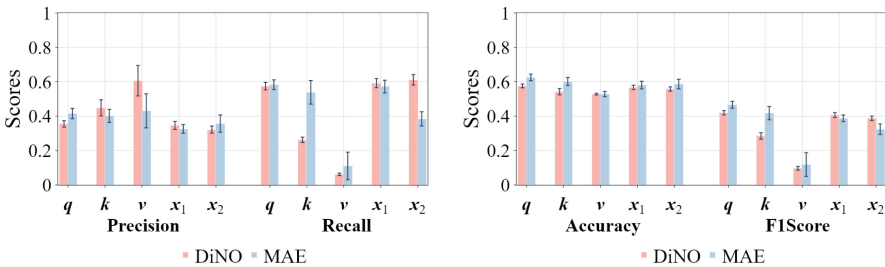 1
0.8
0.6
0.4
0.2
0
Scores
q k v x₁ x₂ q k v x₁ x₂
Precision Recall
DiNO MAE
1
0.8
0.6
0.4
0.2
0
Scores
q k v x₁ x₂ q k v x₁ x₂
Accuracy F1Score
DiNO MAE